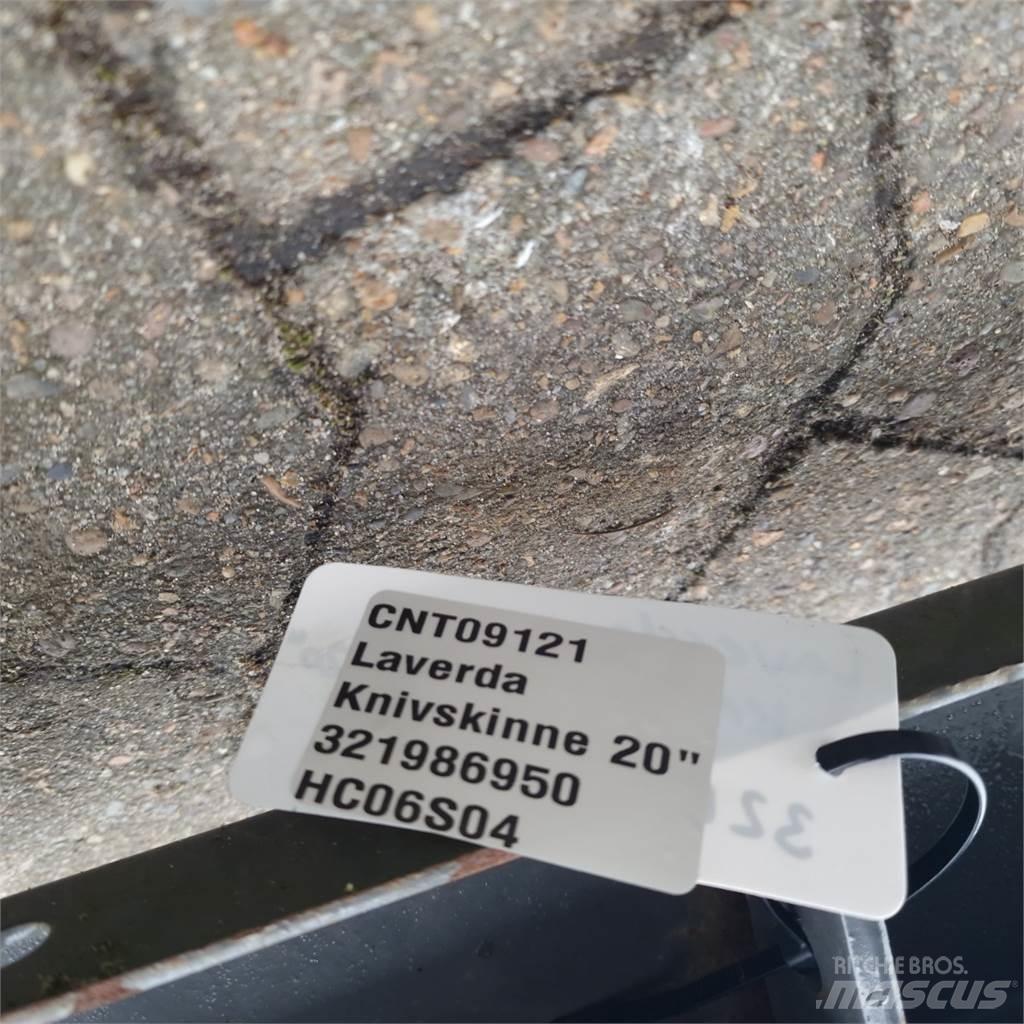 CNT09121
Laverda
Knivskinne 20"
321986950
HC06S04
RITCHIE BROS.
mascus